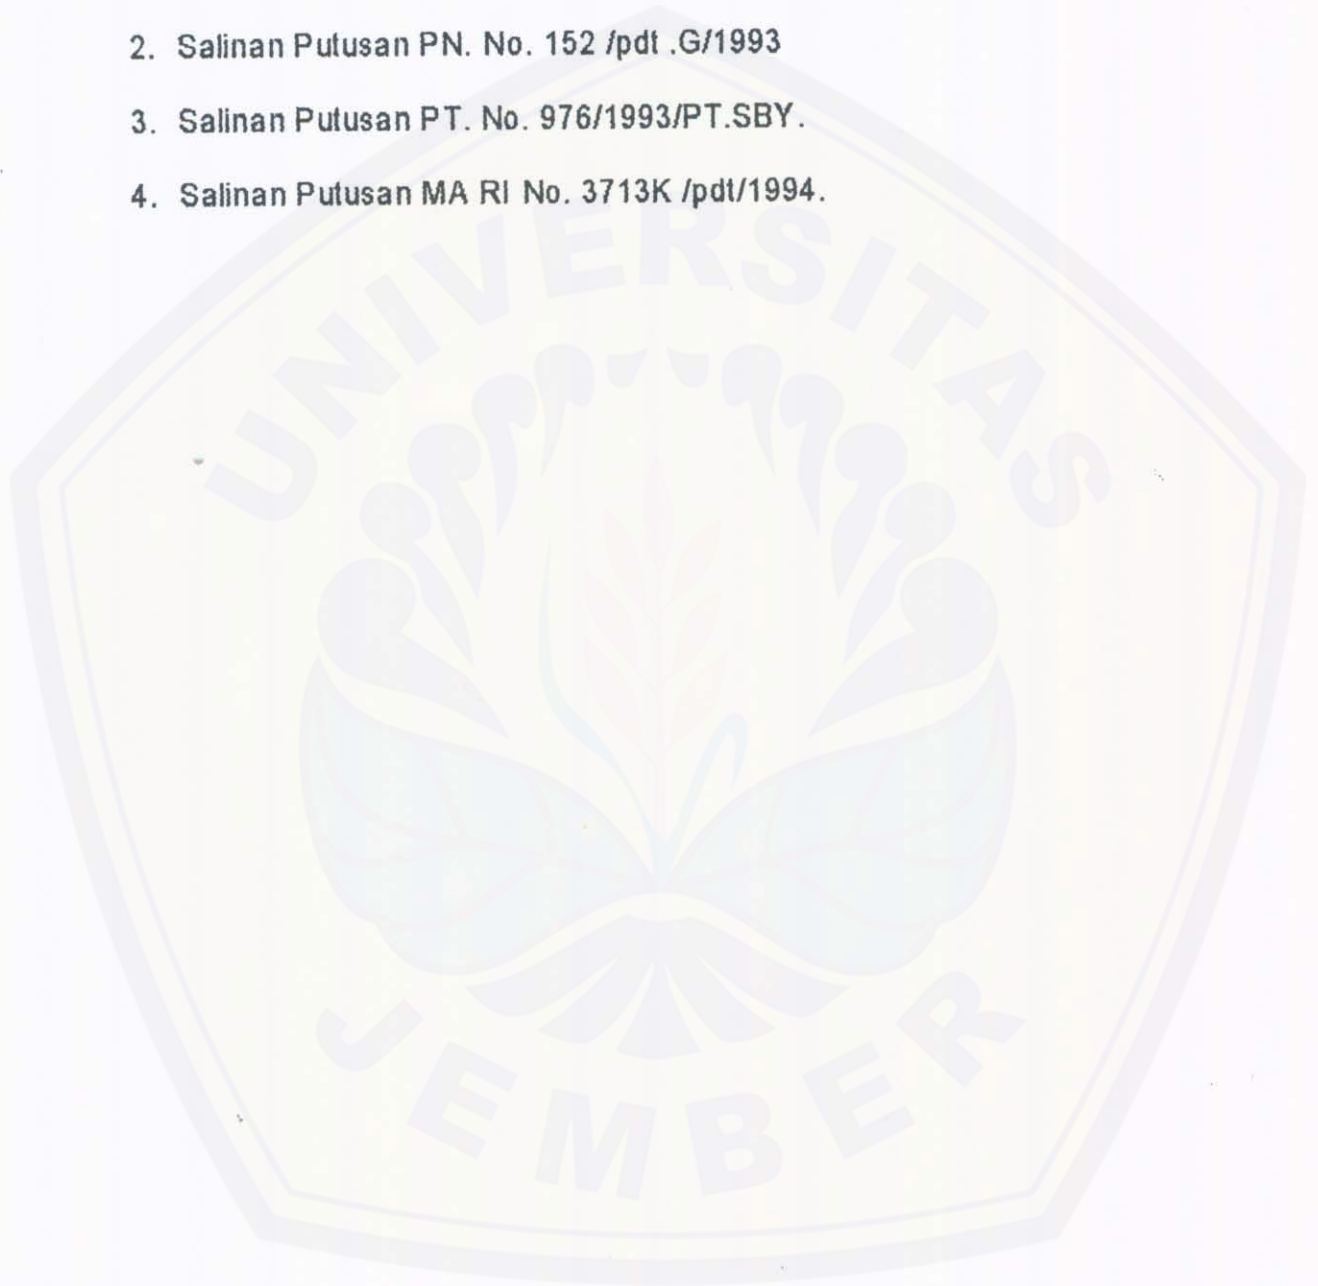 2. Salinan Putusan PN. No. 152 /pdt .G/1993
3. Salinan Putusan PT. No. 976/1993/PT.SBY.
4. Salinan Putusan MA RI No. 3713K /pdt/1994.
UNIVERSITAS
JEMBER